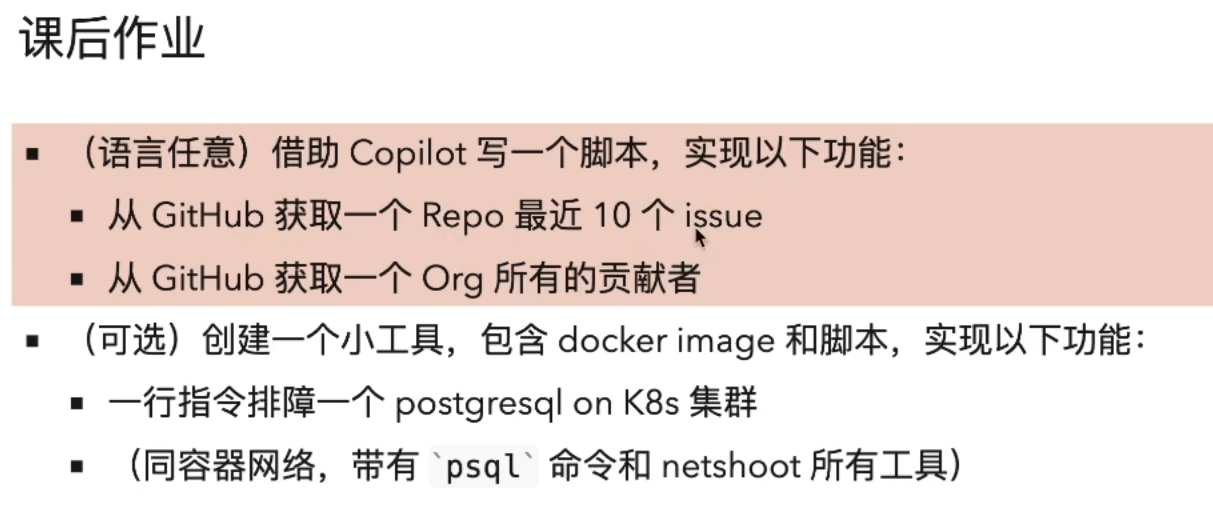 课后作业
（语言任意）借助 Copilot 写一个脚本，实现以下功能：
从 GitHub 获取一个 Repo 最近 10 个 issue
从 GitHub 获取一个 Org 所有的贡献者
（可选）创建一个小工具，包含 docker image 和脚本，实现以下功能：
一行指令排障一个 postgresql on K8s 集群
（同容器网络，带有 `psql` 命令和 netshoot 所有工具）